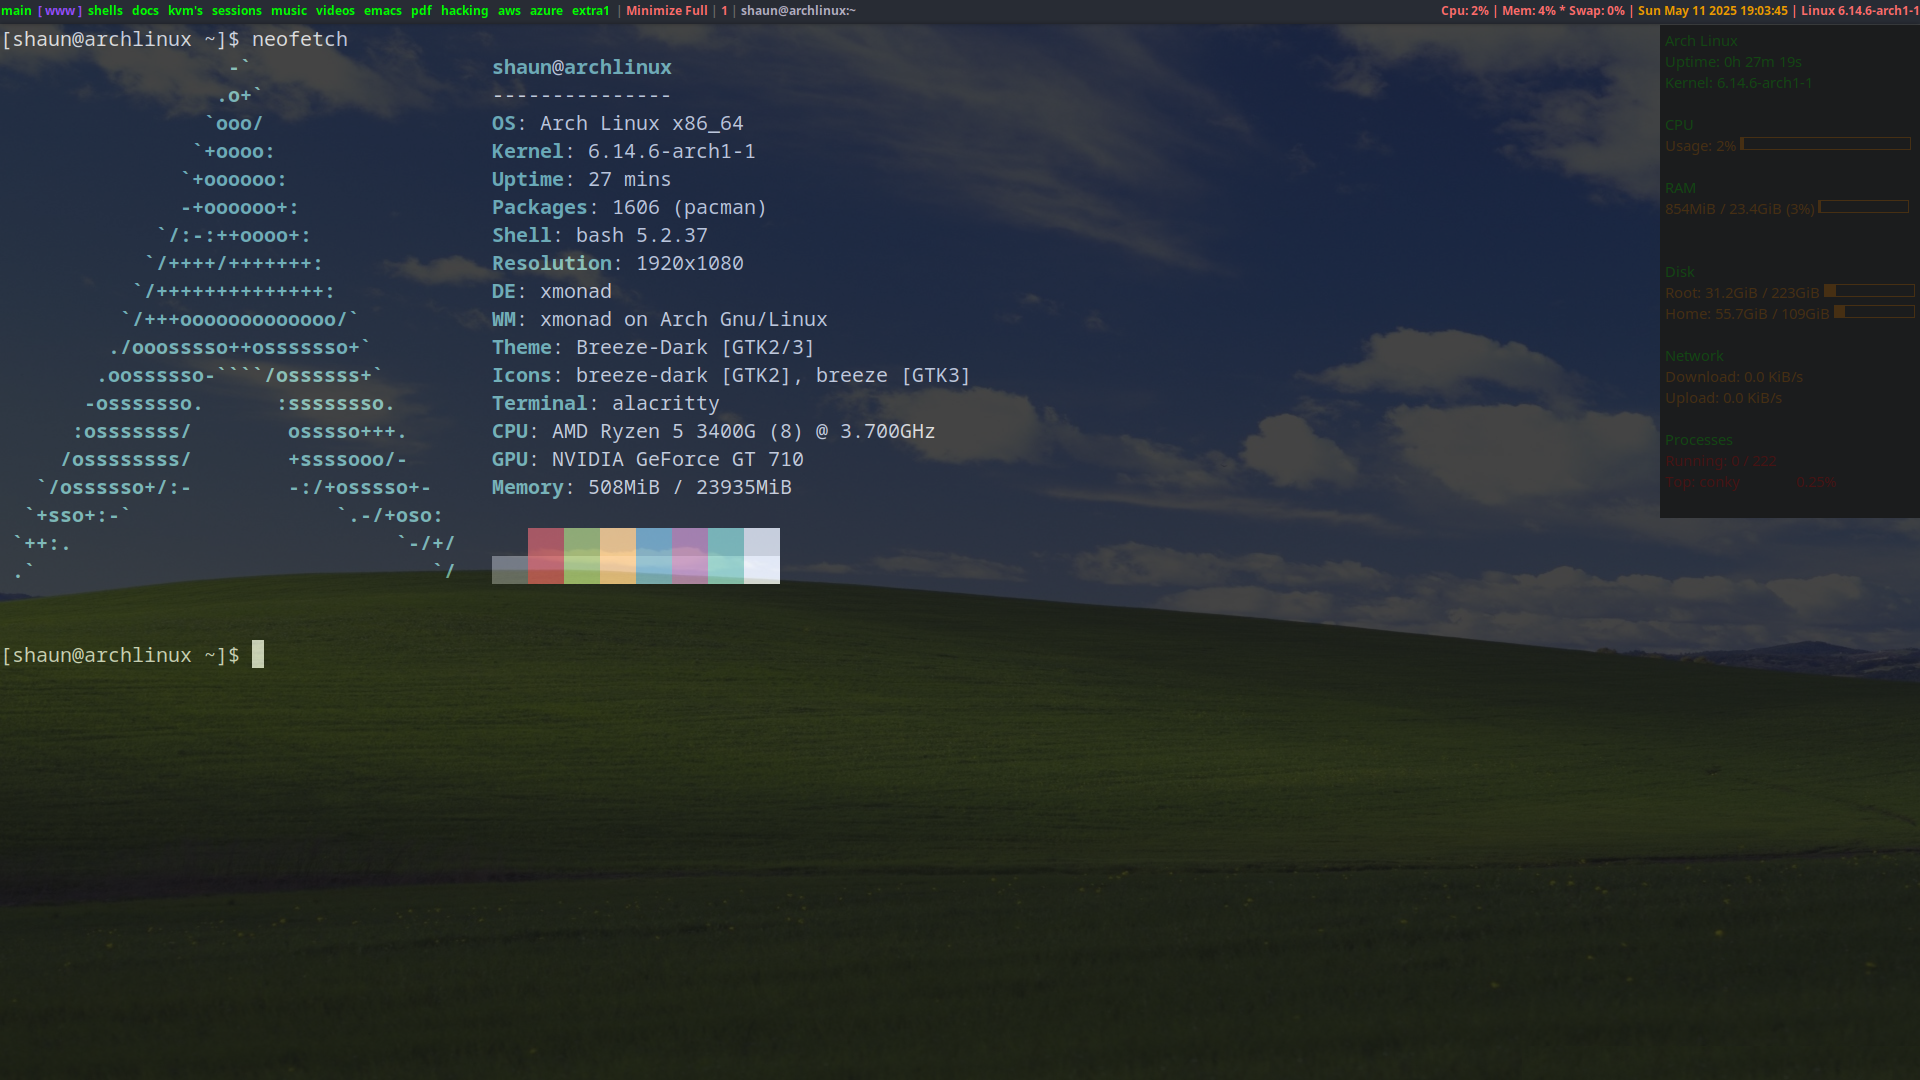 main [ www ] shells docs kvm's sessions music videos emacs pdf hacking aws azure extra1 | Minimize Full | 1 | shaun@archlinux:~
Cpu: 2% | Mem: 4% * Swap: 0% | Sun May 11 2025 19:03:45 | Linux 6.14.6-arch1-1
[shaun@archlinux ~]$ neofetch
-`
.o+`
`ooo/
`+oooo:
`+oooooo:
-+oooooo+:
`/:-:++oooo+:
`/++++/+++++++:
`/++++++++++++++:
`/+++ooooooooooooo/`
./ooosssso++osssssso+`
.oossssso-````/ossssss+`
-osssssso.      :ssssssso.
:osssssss/        osssso+++.
/ossssssss/        +ssssooo/-
`/ossssso+/:-        -:/+osssso+-
`+sso+:-`                 `.-/+oso:
`++:.                           `-/+/
.`                                 `/
shaun@archlinux
---------------
OS: Arch Linux x86_64
Kernel: 6.14.6-arch1-1
Uptime: 27 mins
Packages: 1606 (pacman)
Shell: bash 5.2.37
Resolution: 1920x1080
DE: xmonad
WM: xmonad on Arch Gnu/Linux
Theme: Breeze-Dark [GTK2/3]
Icons: breeze-dark [GTK2], breeze [GTK3]
Terminal: alacritty
CPU: AMD Ryzen 5 3400G (8) @ 3.700GHz
GPU: NVIDIA GeForce GT 710
Memory: 508MiB / 23935MiB
[shaun@archlinux ~]$
Arch Linux
Uptime: 0h 27m 19s
Kernel: 6.14.6-arch1-1
CPU
Usage: 2%
RAM
854MiB / 23.4GiB (3%)
Disk
Root: 31.2GiB / 223GiB
Home: 55.7GiB / 109GiB
Network
Download: 0.0 KiB/s
Upload: 0.0 KiB/s
Processes
Running: 0 / 222
Top: conky 0.25%